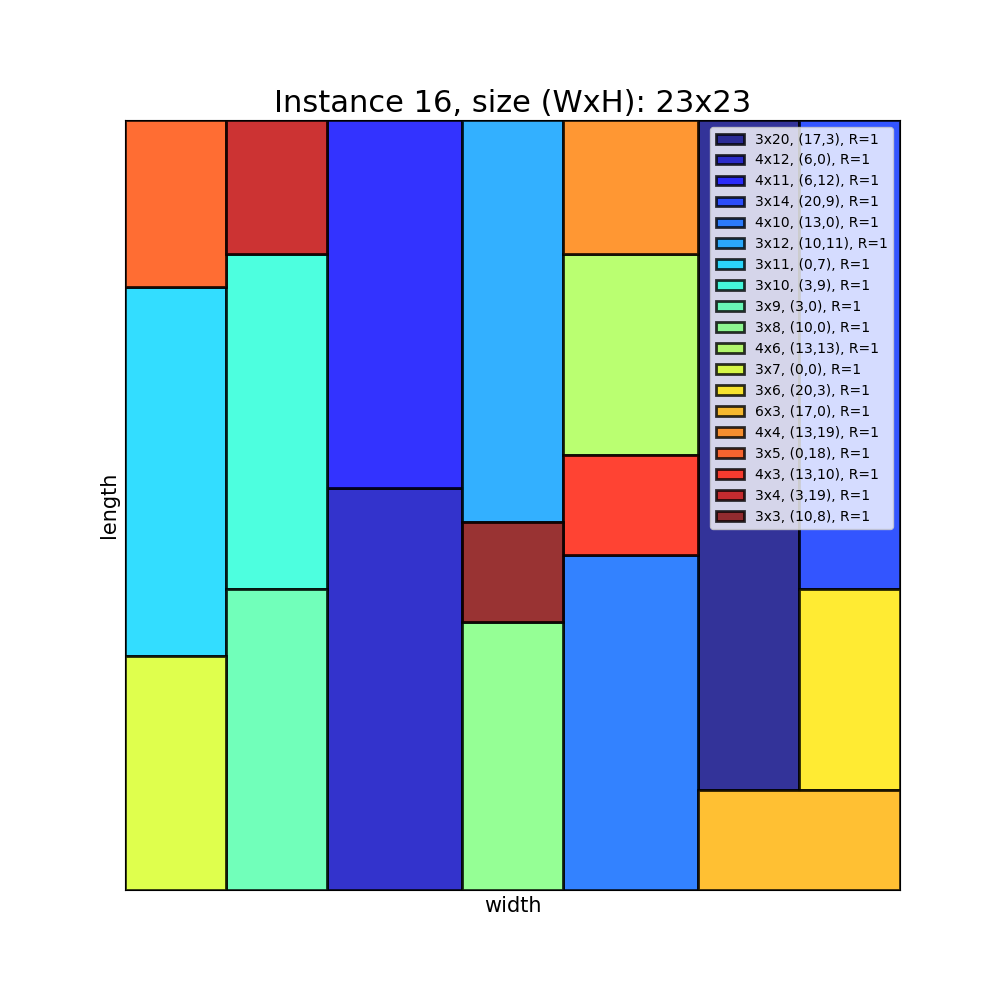 Instance 16, size (WxH): 23x23
3x20, (17,3), R=1
4x12, (6,0), R=1
4x11, (6,12), R=1
3x14, (20,9), R=1
4x10, (13,0), R=1
3x12, (10,11), R=1
3x11, (0,7), R=1
3x10, (3,9), R=1
3x9, (3,0), R=1
3x8, (10,0), R=1
4x6, (13,13), R=1
3x7, (0,0), R=1
3x6, (20,3), R=1
6x3, (17,0), R=1
4x4, (13,19), R=1
3x5, (0,18), R=1
4x3, (13,10), R=1
3x4, (3,19), R=1
3x3, (10,8), R=1
length
width